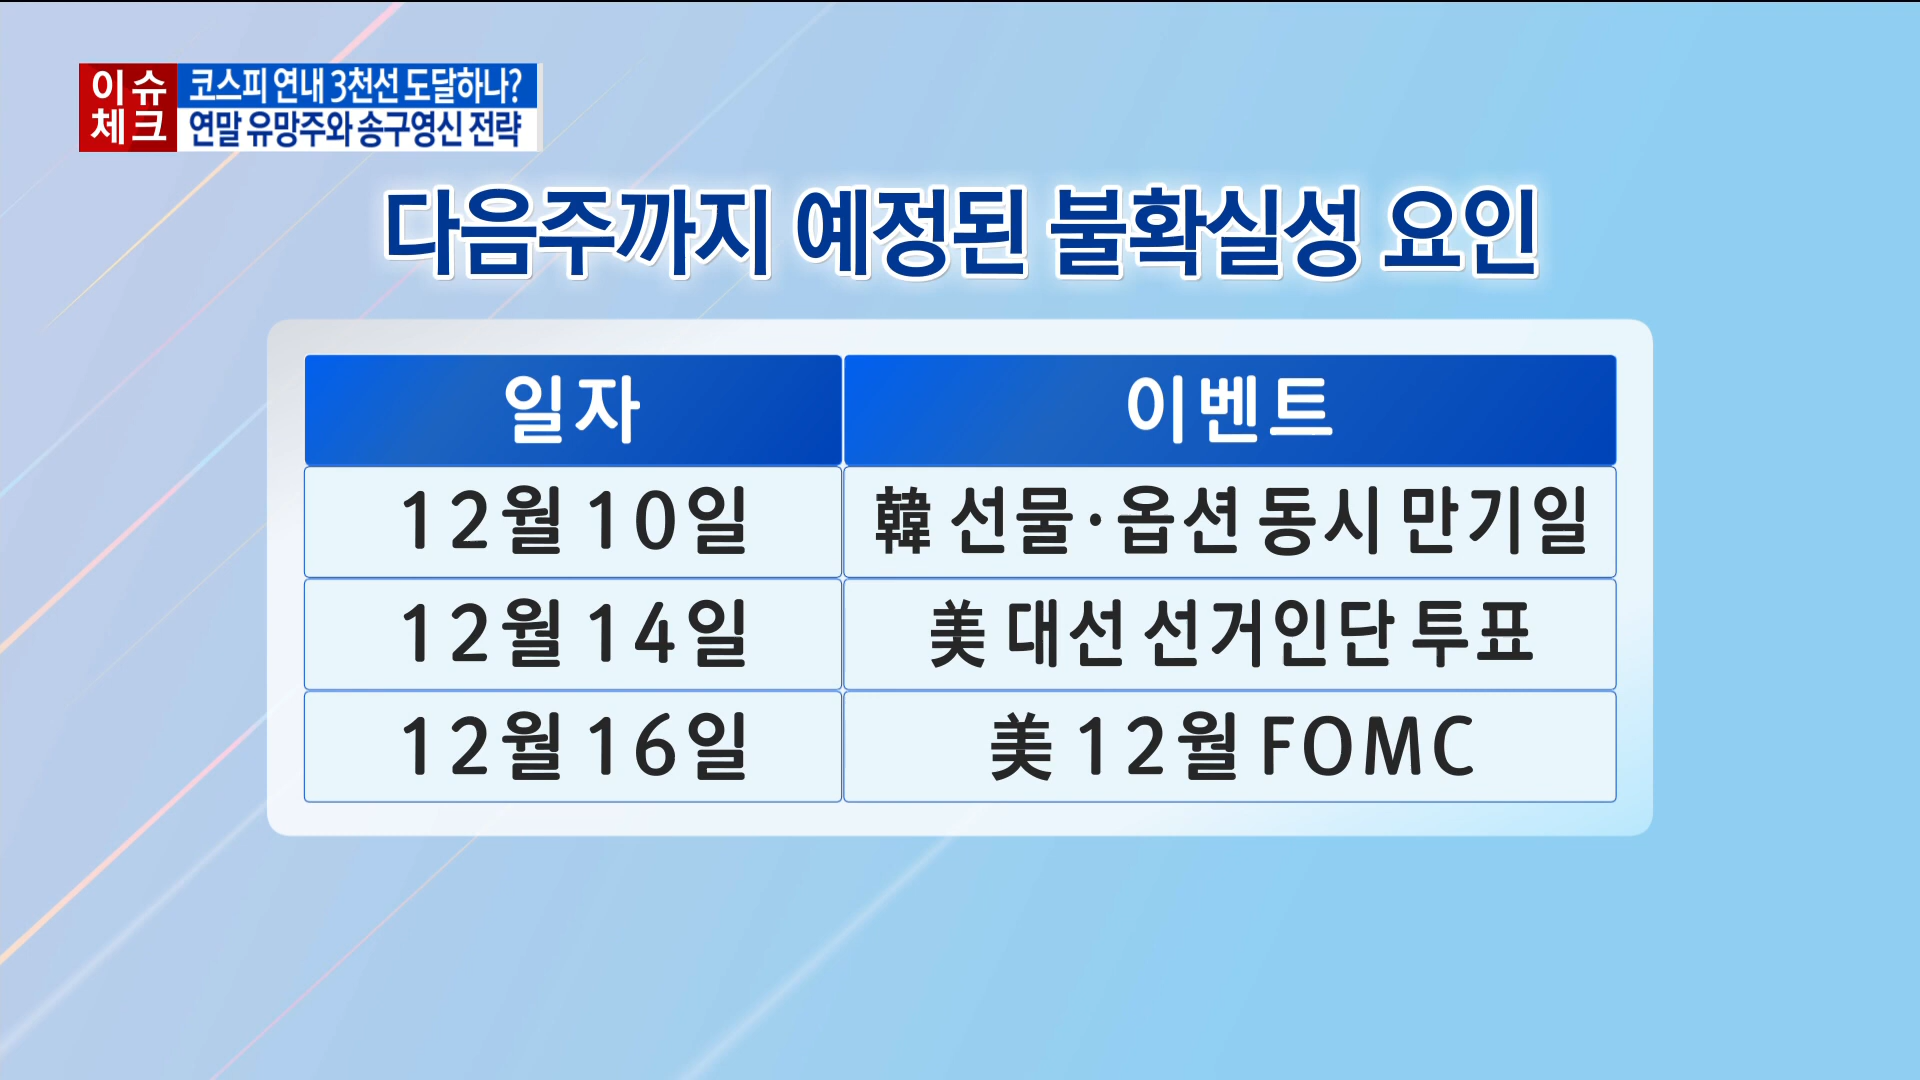 이슈
체크
코스피 연내 3천선 도달하나?
연말 유망주와 송구영신 전략
다음주까지 예정된 불확실성 요인
일자 이벤트
12월 10일 韓 선물·옵션 동시 만기일
12월 14일 美 대선 선거인단 투표
12월 16일 美 12월 FOMC